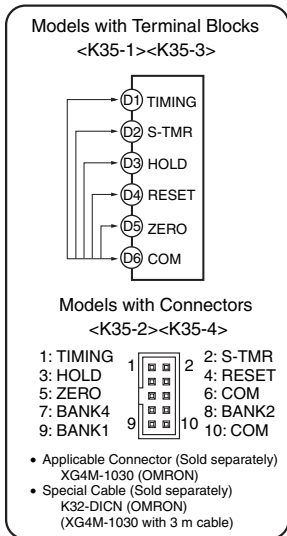 Models with Terminal Blocks
<K35-1><K35-3>
D1 TIMING
D2 S-TMR
D3 HOLD
D4 RESET
D5 ZERO
D6 COM
Models with Connectors
<K35-2><K35-4>
1: TIMING
3: HOLD
5: ZERO
7: BANK4
9: BANK1
1 2
9 10
2: S-TMR
4: RESET
6: COM
8: BANK2
10: COM
• Applicable Connector (Sold separately)
XG4M-1030 (OMRON)
• Special Cable (Sold separately)
K32-DICN (OMRON)
(XG4M-1030 with 3 m cable)